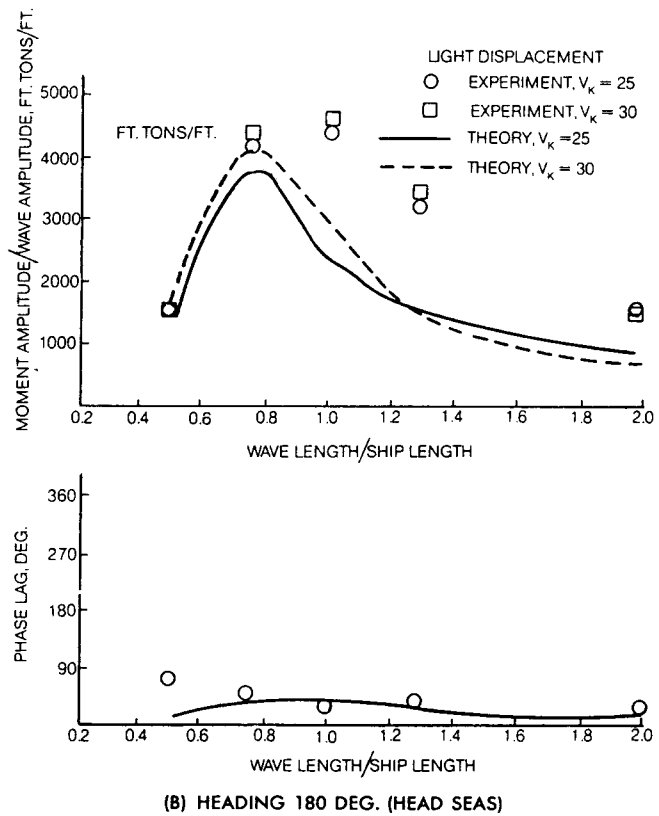 LIGHT DISPLACEMENT
EXPERIMENT, V_K = 25
EXPERIMENT, V_K = 30
THEORY, V_K = 25
THEORY, V_K = 30
FT. TONS/FT.
MOMENT AMPLITUDE/WAVE AMPLITUDE, FT. TONS/FT.
5000
4000
3000
2000
1000
0.2 0.4 0.6 0.8 1.0 1.2 1.4 1.6 1.8 2.0
WAVE LENGTH/SHIP LENGTH
PHASE LAG, DEG.
360
270
180
90
0.2 0.4 0.6 0.8 1.0 1.2 1.4 1.6 1.8 2.0
WAVE LENGTH/SHIP LENGTH
(B) HEADING 180 DEG. (HEAD SEAS)